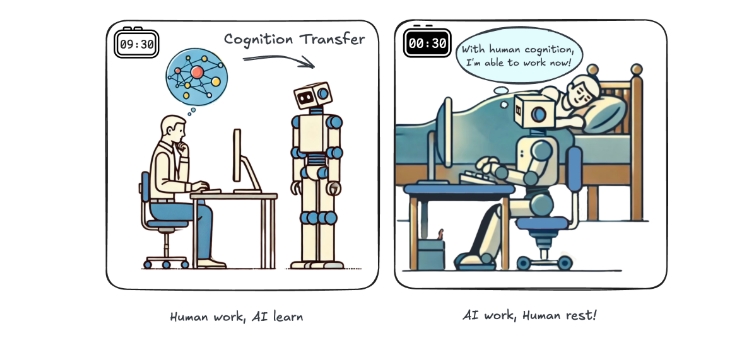 09:30
Cognition Transfer
00:30
With human cognition,
I'm able to work now!
Human work, AI learn
AI work, Human rest!